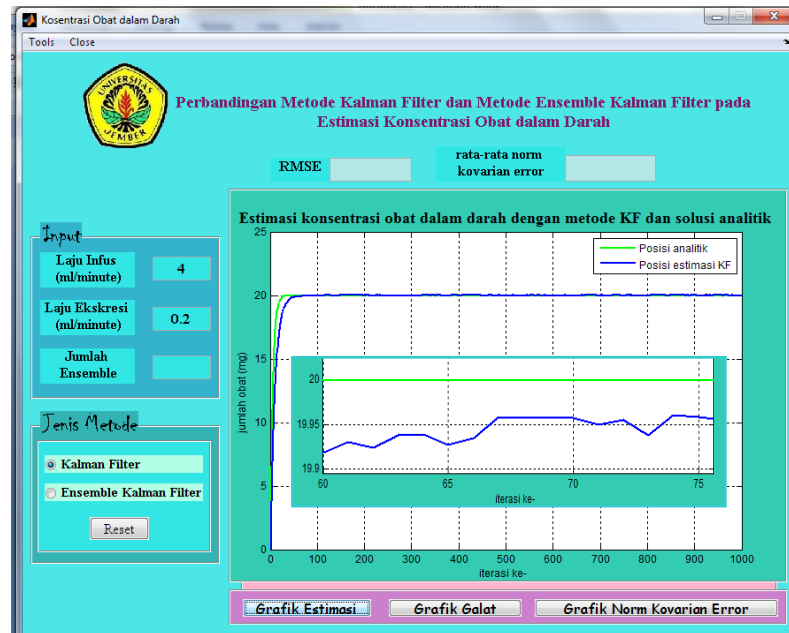 Kosentrasi Obat dalam Darah
Tools Close
UNIVERSITAS
JEMBER
Perbandingan Metode Kalman Filter dan Metode Ensemble Kalman Filter pada
Estimasi Konsentrasi Obat dalam Darah
RMSE
rata-rata norm
kovarian error
Input
Laju Infus
(ml/minute)
4
Laju Ekskresi
(ml/minute)
0.2
Jumlah
Ensemble
Jenis Metode
Kalman Filter
Ensemble Kalman Filter
Reset
Estimasi konsentrasi obat dalam darah dengan metode KF dan solusi analitik
Posisi analitik
Posisi estimasi KF
jumlah obat (mg)
25
20
15
10
5
0
0 100 200 300 400 500 600 700 800 900 1000
iterasi ke-
20
19.95
19.9
60 65 70 75
iterasi ke-
Grafik Estimasi Grafik Galat Grafik Norm Kovarian Error